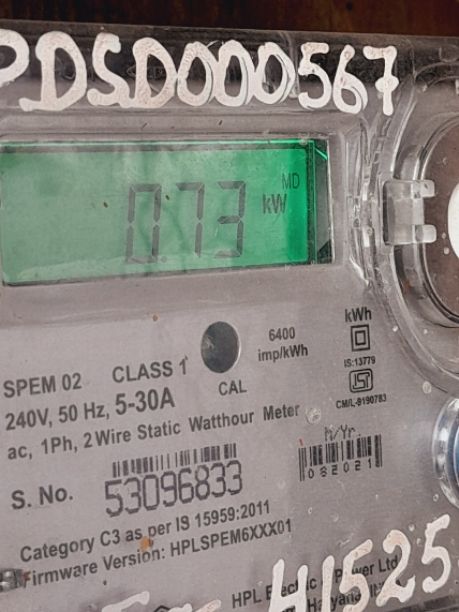 PDSD000567
MD
0.73 kW
kWh
6400
imp/kWh
IS:13779
SPEM 02 CLASS 1
CAL
CM/L-9190783
240V, 50 Hz, 5-30A
ac, 1Ph, 2 Wire Static Watthour Meter
M/Yr.
082021
S. No. 53096833
Category C3 as per IS 15959:2011
Firmware Version: HPLSPEM6XXX01
HPL Electric & Power Ltd
Haryana
H1525